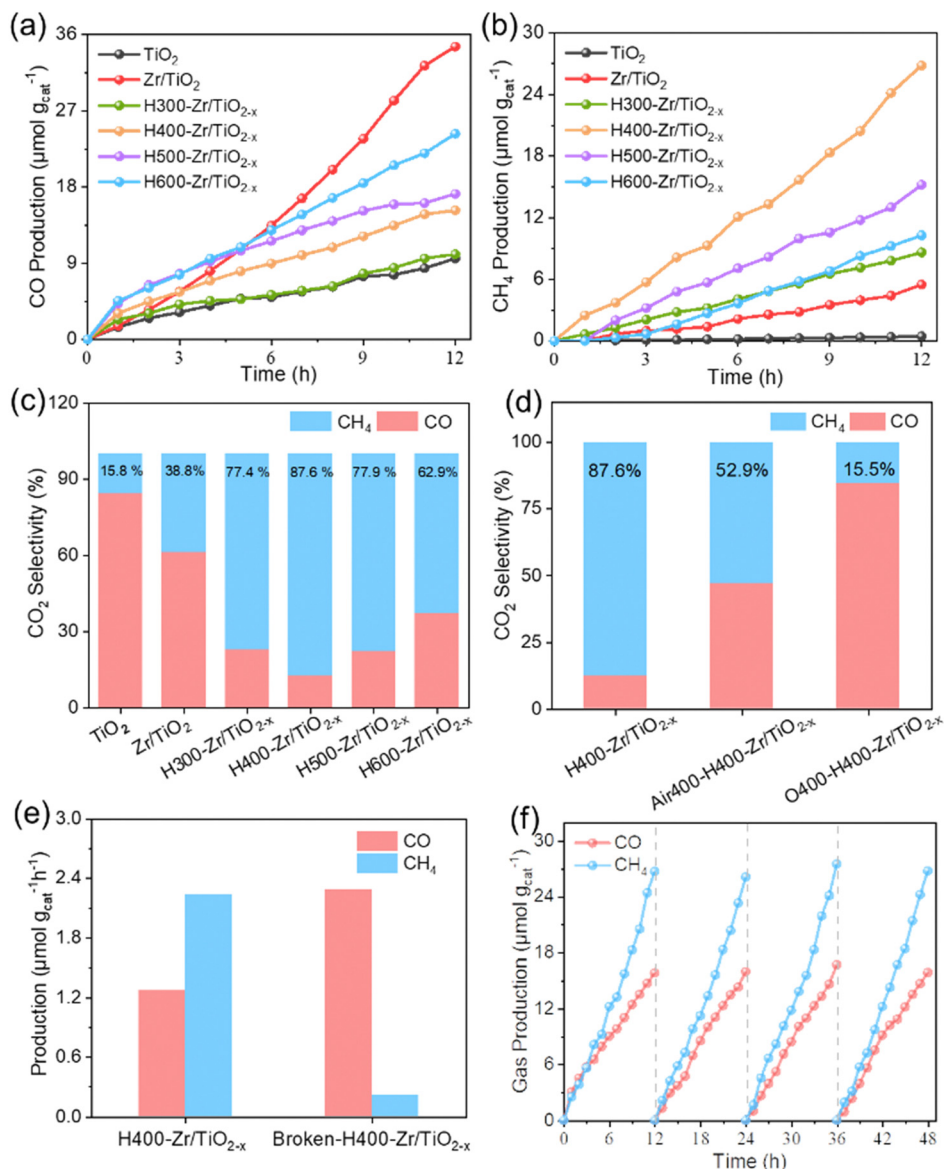 (a)
CO Production (μmol g_cat^-1)
36
27
18
9
0
TiO₂
Zr/TiO₂
H300-Zr/TiO₂₋ₓ
H400-Zr/TiO₂₋ₓ
H500-Zr/TiO₂₋ₓ
H600-Zr/TiO₂₋ₓ
0 3 6 9 12
Time (h)
(b)
CH₄ Production (μmol g_cat^-1)
30
24
18
12
6
0
TiO₂
Zr/TiO₂
H300-Zr/TiO₂₋ₓ
H400-Zr/TiO₂₋ₓ
H500-Zr/TiO₂₋ₓ
H600-Zr/TiO₂₋ₓ
0 3 6 9 12
Time (h)
(c)
CO₂ Selectivity (%)
120
90
60
30
0
CH₄ CO
15.8 % 38.8% 77.4 % 87.6 % 77.9 % 62.9%
TiO₂
Zr/TiO₂
H300-Zr/TiO₂₋ₓ
H400-Zr/TiO₂₋ₓ
H500-Zr/TiO₂₋ₓ
H600-Zr/TiO₂₋ₓ
(d)
CO₂ Selectivity (%)
100
75
50
25
0
CH₄ CO
87.6% 52.9% 15.5%
H400-Zr/TiO₂₋ₓ
Air400-H400-Zr/TiO₂₋ₓ
O400-H400-Zr/TiO₂₋ₓ
(e)
Production (μmol g_cat^-1h^-1)
3.0
2.4
1.8
1.2
0.6
0.0
CO
CH₄
H400-Zr/TiO₂₋ₓ Broken-H400-Zr/TiO₂₋ₓ
(f)
Gas Production (μmol g_cat^-1)
30
24
18
12
6
0
CO
CH₄
0 6 12 18 24 30 36 42 48
Time (h)